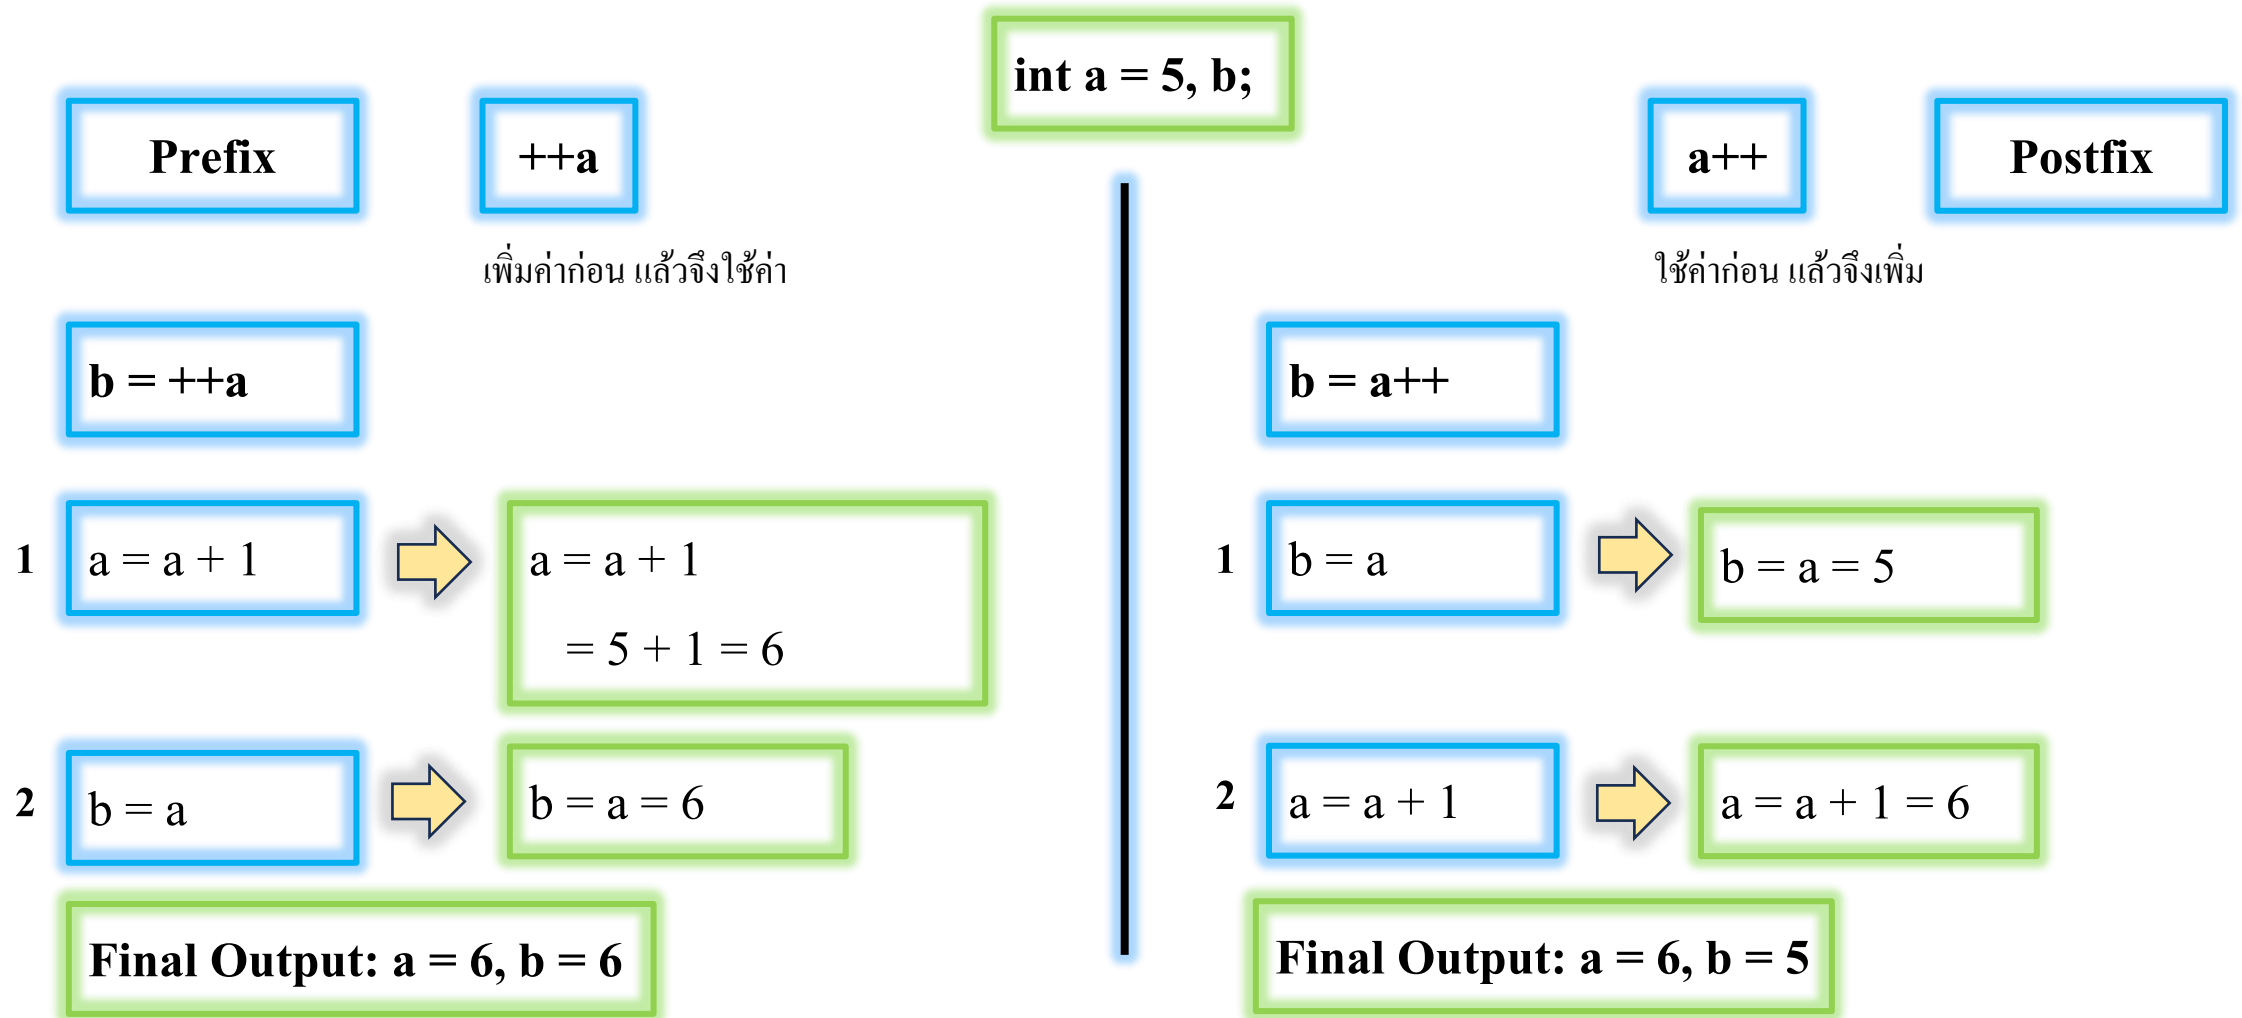 int a = 5, b;
Prefix
++a
เพิ่มค่าก่อน แล้วจึงใช้ค่า
b = ++a
1
a = a + 1
a = a + 1
= 5 + 1 = 6
2
b = a
b = a = 6
Final Output: a = 6, b = 6
a++
Postfix
ใช้ค่าก่อน แล้วจึงเพิ่ม
b = a++
1
b = a
b = a = 5
2
a = a + 1
a = a + 1 = 6
Final Output: a = 6, b = 5